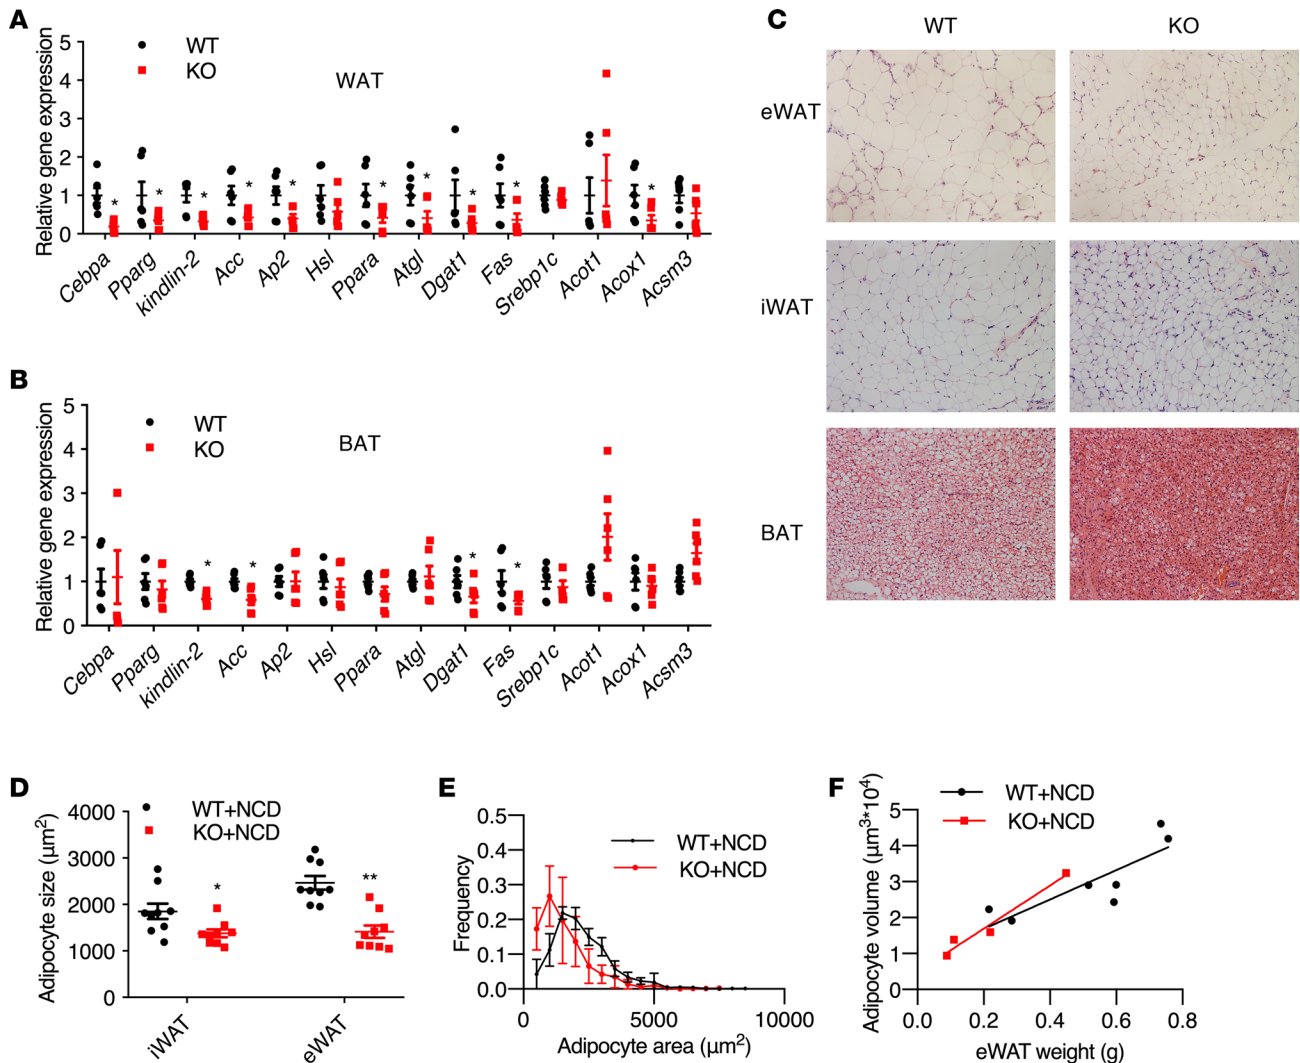 A
Relative gene expression
5
4
3
2
1
0
WT
KO
WAT
* * * * * * * * * *
Cebpa Pparg kindlin-2 Acc Ap2 Hsl Ppara Atgl Dgat1 Fas Srebp1c Acot1 Acox1 Acsm3
B
Relative gene expression
5
4
3
2
1
0
WT
KO
BAT
* * * *
Cebpa Pparg kindlin-2 Acc Ap2 Hsl Ppara Atgl Dgat1 Fas Srebp1c Acot1 Acox1 Acsm3
C
WT KO
eWAT
iWAT
BAT
D
Adipocyte size (µm²)
4000
3000
2000
1000
0
WT+NCD
KO+NCD
* **
iWAT eWAT
E
Frequency
0.5
0.4
0.3
0.2
0.1
0.0
WT+NCD
KO+NCD
0 5000 10000
Adipocyte area (µm²)
F
Adipocyte volume (µm³*10⁴)
5
4
3
2
1
0
WT+NCD
KO+NCD
0.0 0.2 0.4 0.6 0.8
eWAT weight (g)